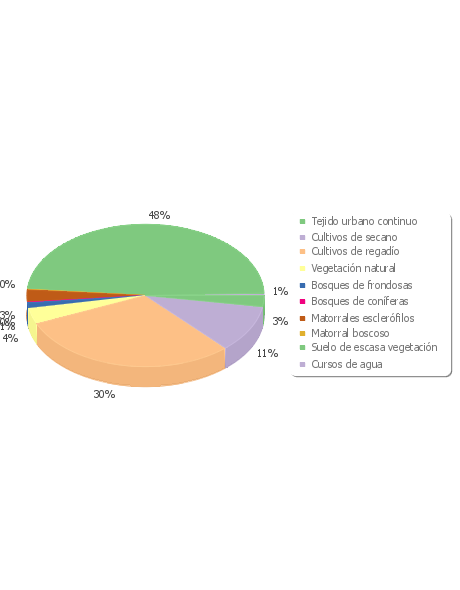 48%
0%
1%
3%
3%
0%
1%
4%
11%
30%
Tejido urbano continuo
Cultivos de secano
Cultivos de regadío
Vegetación natural
Bosques de frondosas
Bosques de coníferas
Matorrales esclerófilos
Matorral boscoso
Suelo de escasa vegetación
Cursos de agua